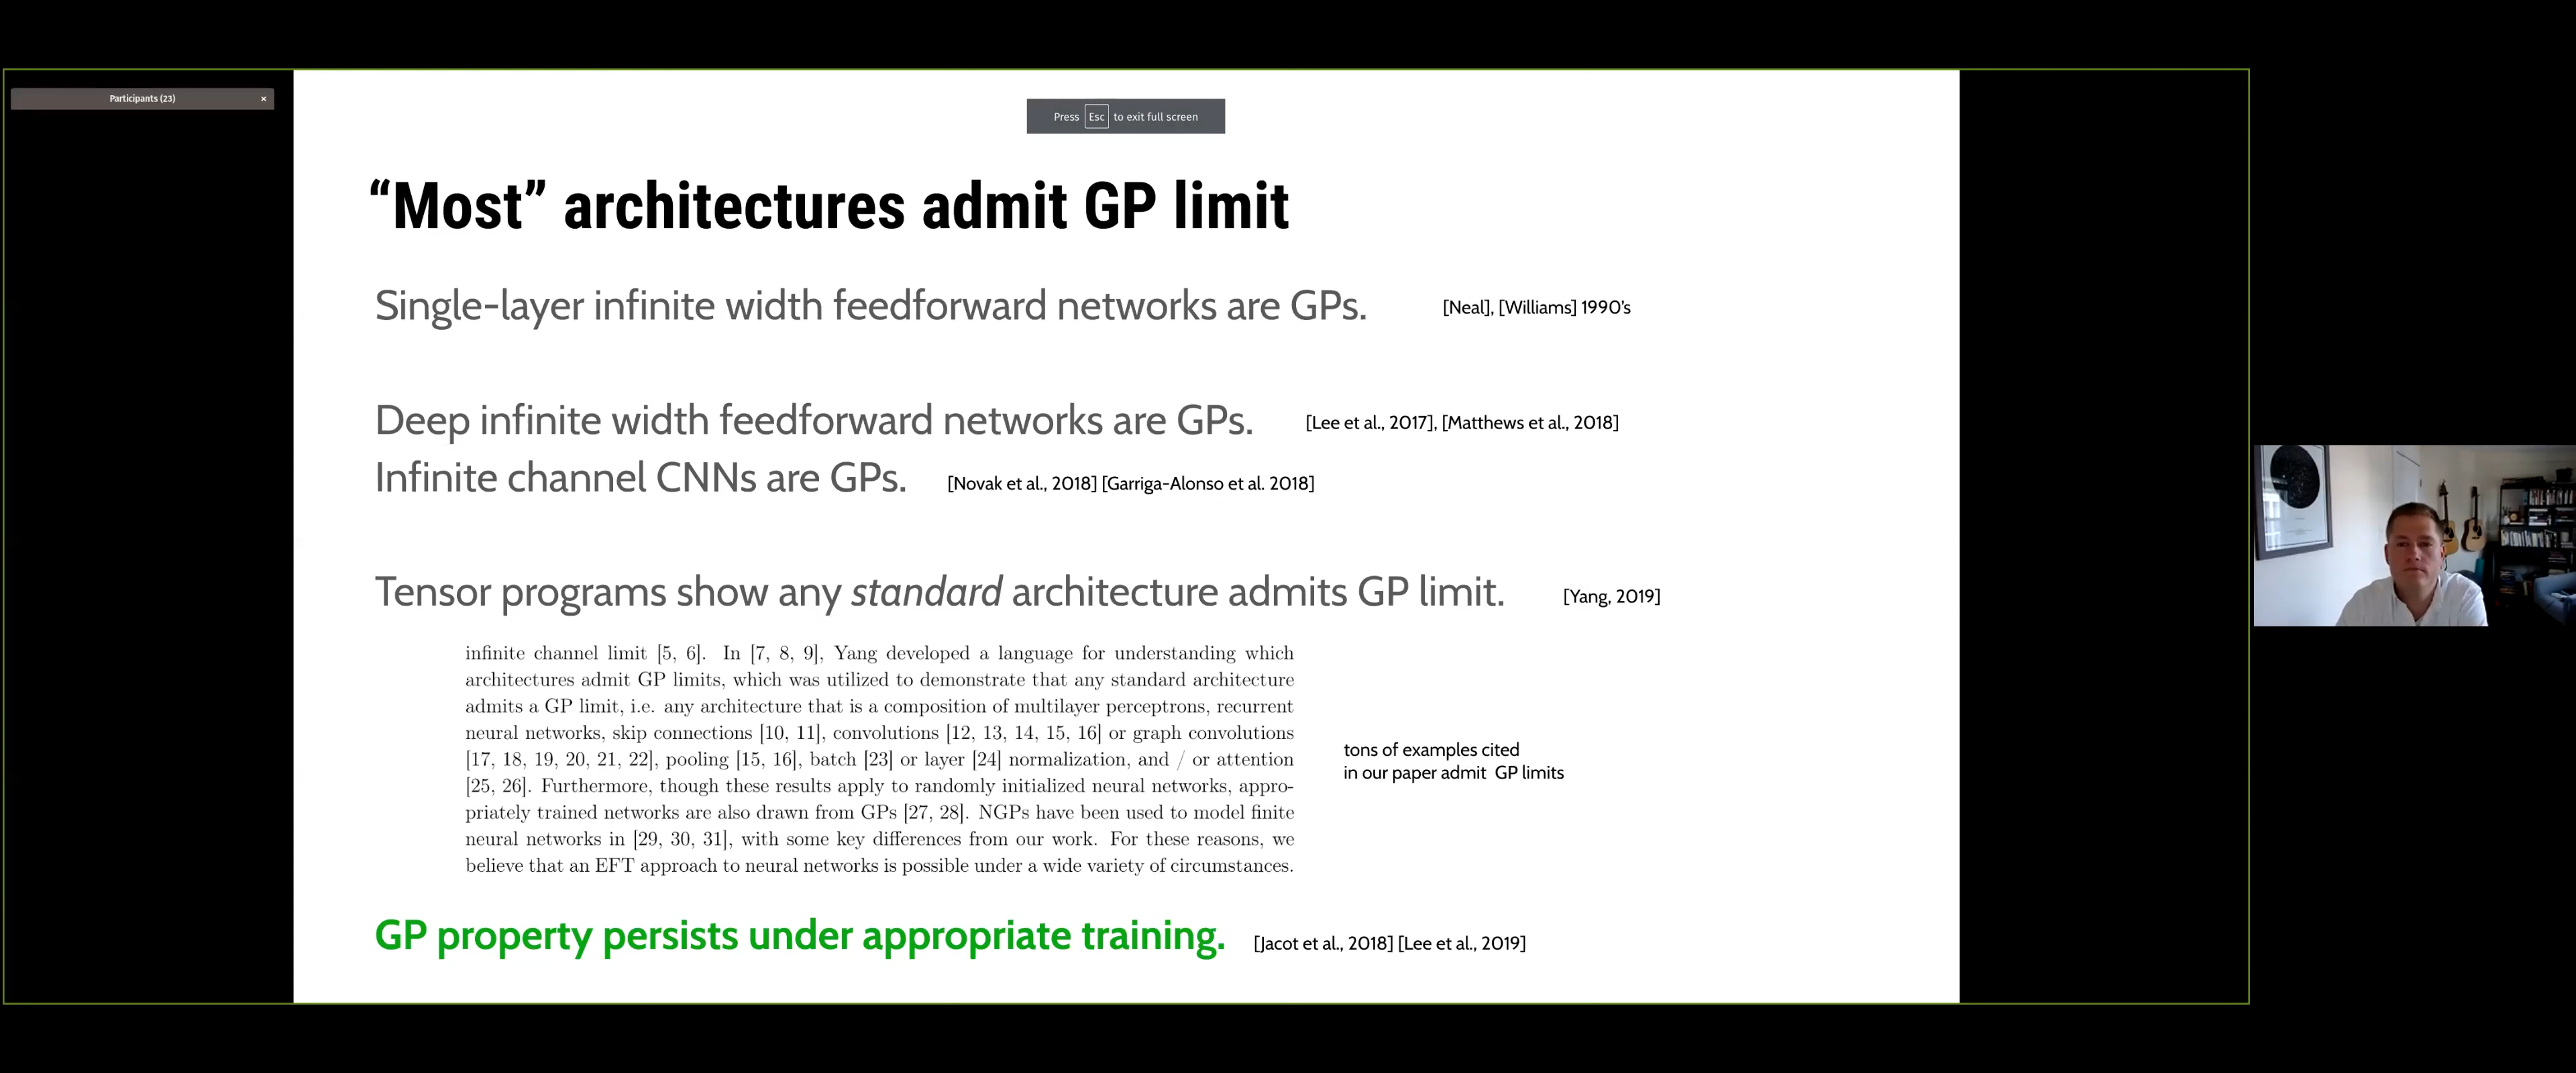 Participants (23) ×
Press Esc to exit full screen
“Most” architectures admit GP limit
Single-layer infinite width feedforward networks are GPs. [Neal], [Williams] 1990’s
Deep infinite width feedforward networks are GPs. [Lee et al., 2017], [Matthews et al., 2018]
Infinite channel CNNs are GPs. [Novak et al., 2018] [Garriga-Alonso et al. 2018]
Tensor programs show any standard architecture admits GP limit. [Yang, 2019]
infinite channel limit [5, 6]. In [7, 8, 9], Yang developed a language for understanding which
architectures admit GP limits, which was utilized to demonstrate that any standard architecture
admits a GP limit, i.e. any architecture that is a composition of multilayer perceptrons, recurrent
neural networks, skip connections [10, 11], convolutions [12, 13, 14, 15, 16] or graph convolutions
[17, 18, 19, 20, 21, 22], pooling [15, 16], batch [23] or layer [24] normalization, and / or attention
[25, 26]. Furthermore, though these results apply to randomly initialized neural networks, appro-
priately trained networks are also drawn from GPs [27, 28]. NGPs have been used to model finite
neural networks in [29, 30, 31], with some key differences from our work. For these reasons, we
believe that an EFT approach to neural networks is possible under a wide variety of circumstances.
tons of examples cited
in our paper admit GP limits
GP property persists under appropriate training. [Jacot et al., 2018] [Lee et al., 2019]